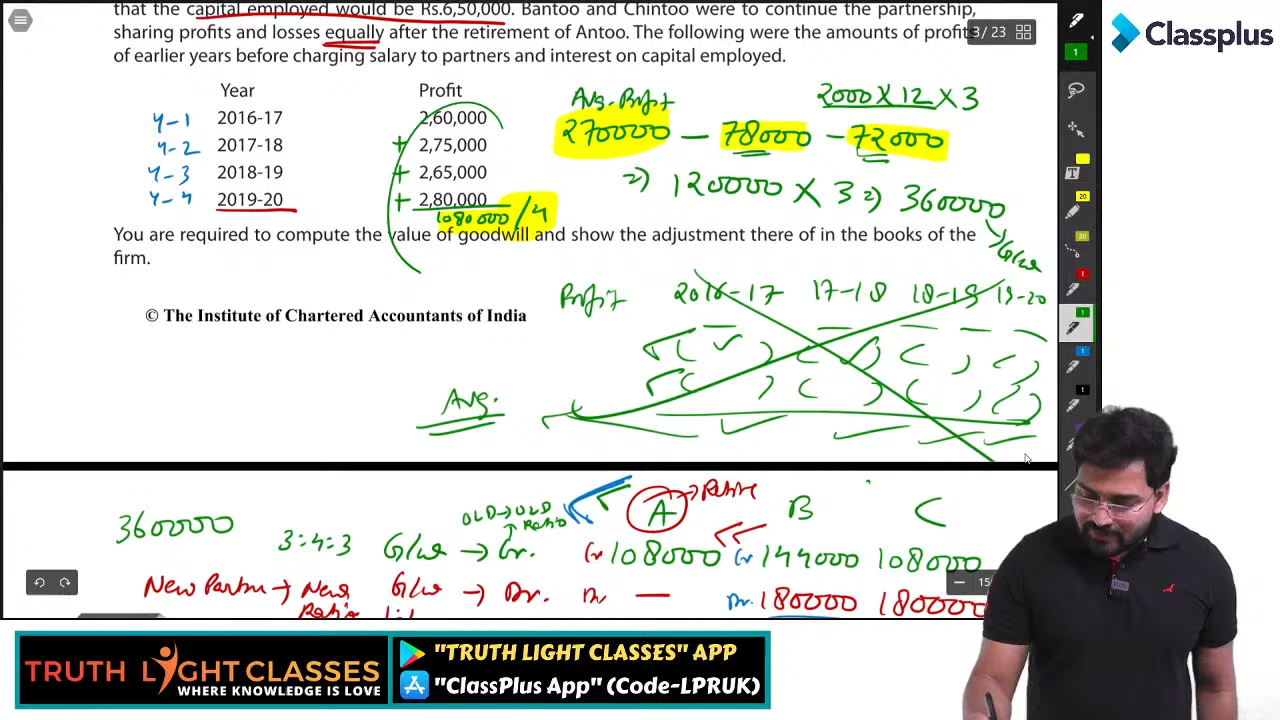 that the capital employed would be Rs.6,50,000. Bantoo and Chintoo were to continue the partnership,
sharing profits and losses equally after the retirement of Antoo. The following were the amounts of profits
of earlier years before charging salary to partners and interest on capital employed.
3 / 23
Classplus
Year Profit
Y-1 2016-17 2,60,000
Y-2 2017-18 + 2,75,000
Y-3 2018-19 + 2,65,000
Y-4 2019-20 + 2,80,000
1080000/4
Avg. Profit
2000 X 12 X 3
270000 - 78000 - 72000
=) 120000 X 3 =) 360000
G/W
You are required to compute the value of goodwill and show the adjustment there of in the books of the
firm.
Profit 2016-17 17-18 18-19 19-20
© The Institute of Chartered Accountants of India
Avg.
A → Retire B C
OLD → OLD
Ratio
360000 3:4:3 G/W → Cr. Cr 108000 Cr 144000 108000
New Partner → New Ratio G/W → Dr. Dr — Dr. 180000 180000
1:1
15
TRUTH LIGHT CLASSES
WHERE KNOWLEDGE IS LOVE
"TRUTH LIGHT CLASSES" APP
"ClassPlus App" (Code-LPRUK)